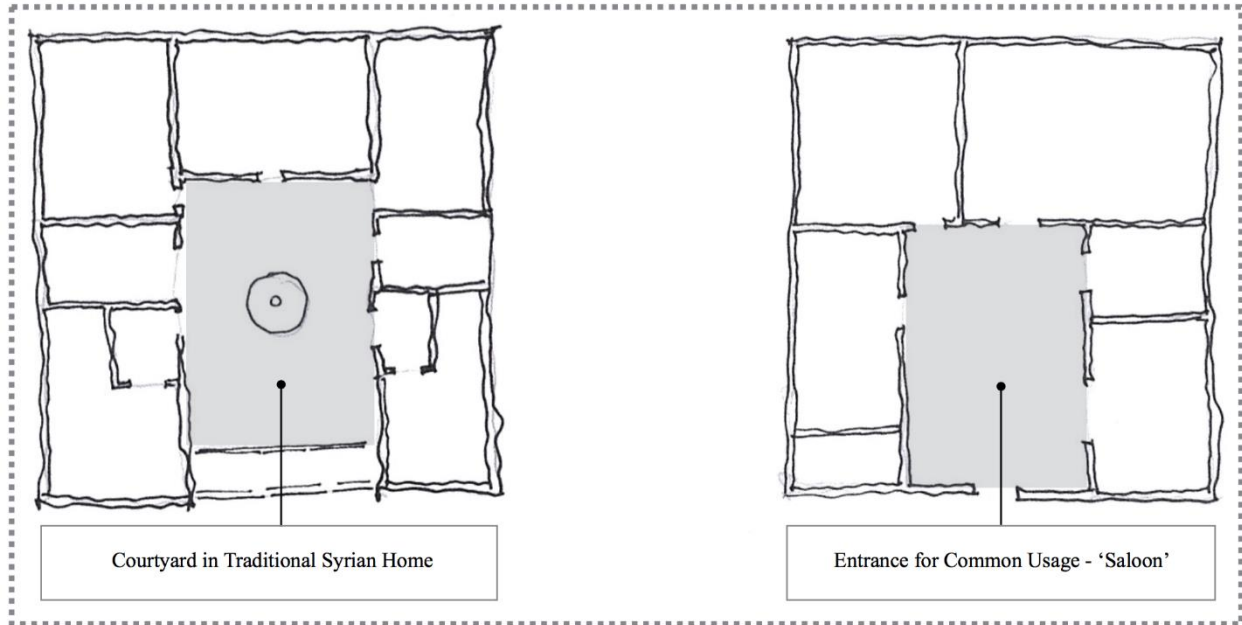 Courtyard in Traditional Syrian Home
Entrance for Common Usage - ‘Saloon’